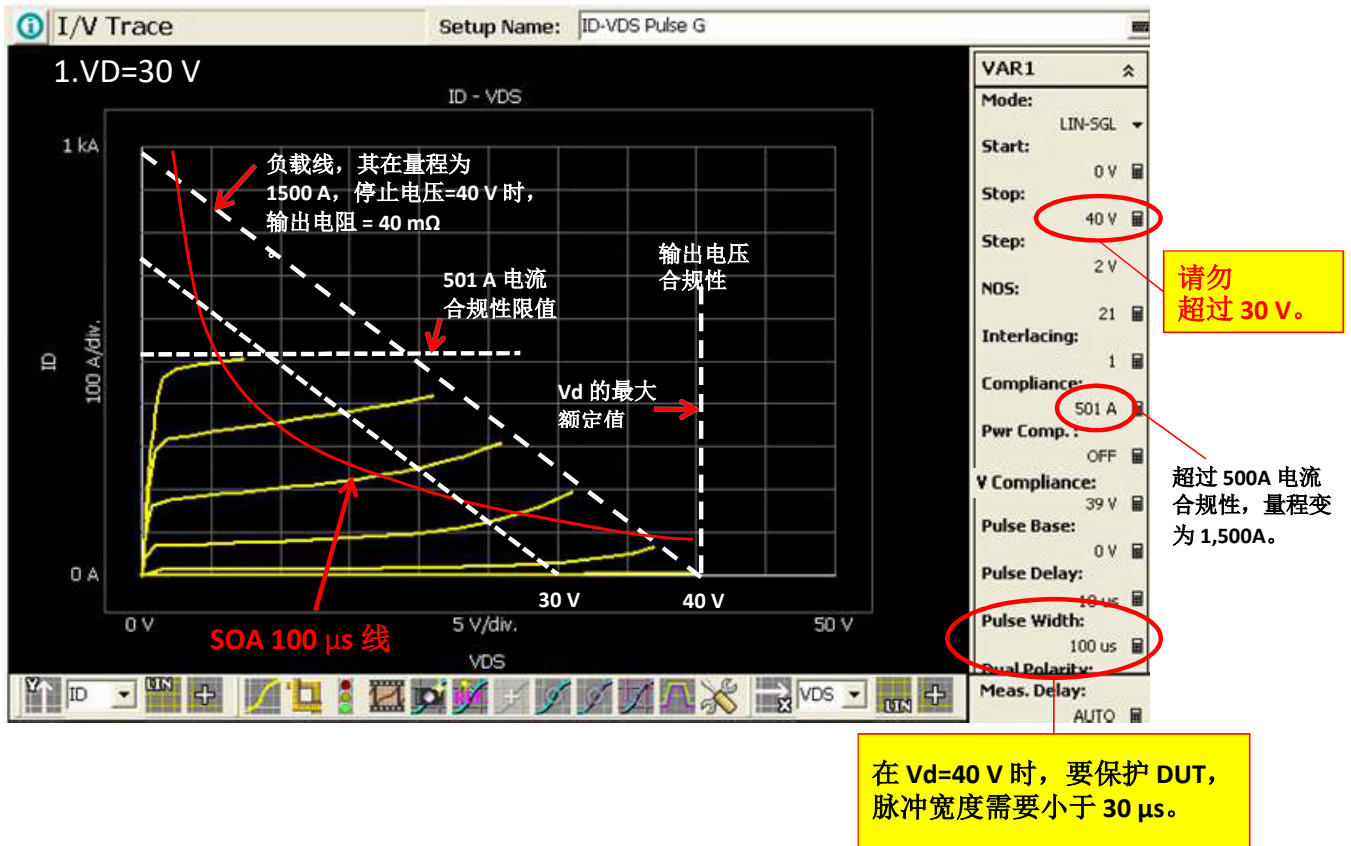 I/V Trace
Setup Name:
ID-VDS Pulse G
1.VD=30 V
ID - VDS
1 kA
ID
100 A/div.
0 A
0 V
5 V/div.
50 V
VDS
负载线，其在量程为
1500 A，停止电压=40 V 时，
输出电阻 = 40 mΩ
501 A 电流
合规性限值
输出电压
合规性
Vd 的最大
额定值
30 V
40 V
SOA 100 μs 线
VAR1
Mode:
LIN-SGL
Start:
0 V
Stop:
40 V
Step:
2 V
NOS:
21
Interlacing:
1
Compliance:
501 A
Pwr Comp. :
OFF
V Compliance:
39 V
Pulse Base:
0 V
Pulse Delay:
10 us
Pulse Width:
100 us
Dual Polarity:
Meas. Delay:
AUTO
请勿
超过 30 V。
超过 500A 电流
合规性，量程变
为 1,500A。
Y
ID
LIN
X
VDS
LIN
在 Vd=40 V 时，要保护 DUT，
脉冲宽度需要小于 30 μs。